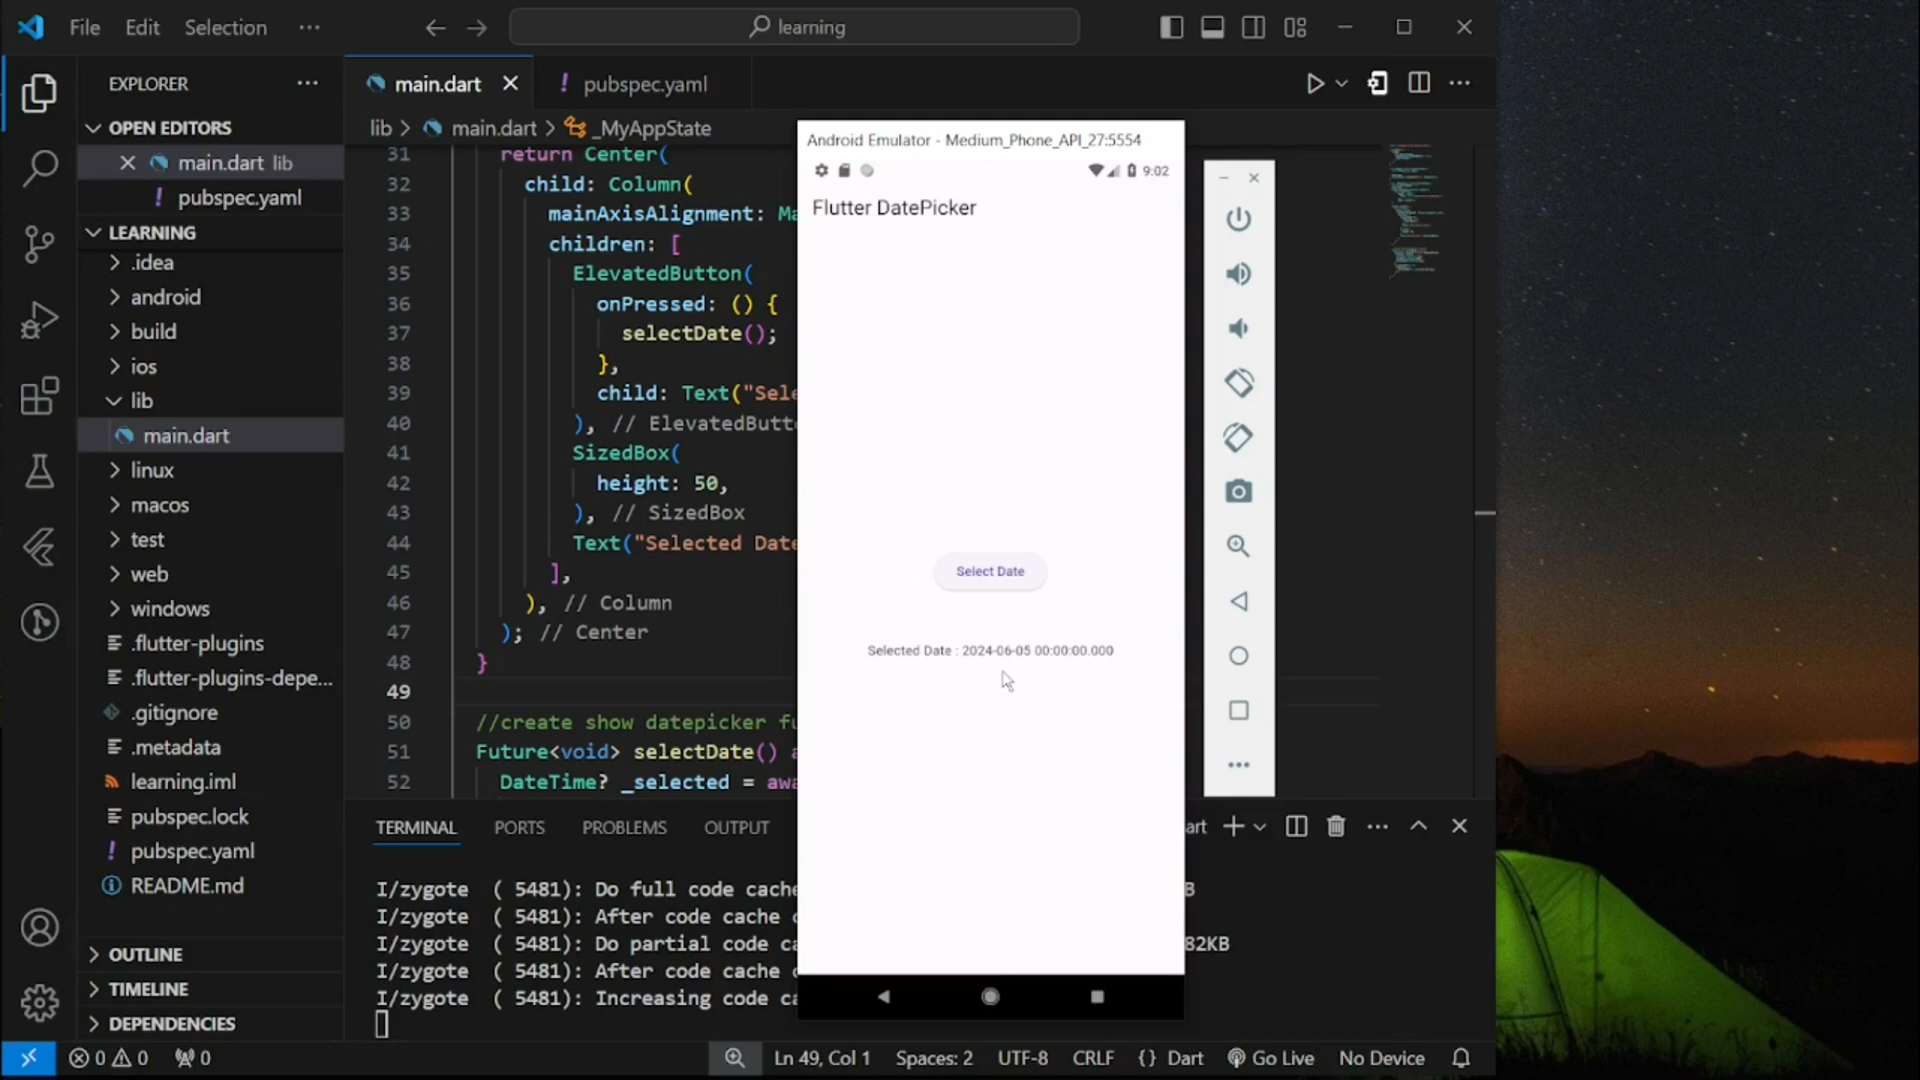 File Edit Selection ···
learning
EXPLORER ···
OPEN EDITORS
main.dart lib
! pubspec.yaml
LEARNING
.idea
android
build
ios
lib
main.dart
linux
macos
test
web
windows
.flutter-plugins
.flutter-plugins-depe...
.gitignore
.metadata
learning.iml
pubspec.lock
! pubspec.yaml
README.md
OUTLINE
TIMELINE
DEPENDENCIES
main.dart
! pubspec.yaml
lib > main.dart > _MyAppState
31 return Center(
32 child: Column(
33 mainAxisAlignment: Ma
34 children: [
35 ElevatedButton(
36 onPressed: () {
37 selectDate();
38 },
39 child: Text("Sele
40 ), // ElevatedButto
41 SizedBox(
42 height: 50,
43 ), // SizedBox
44 Text("Selected Date
45 ],
46 ), // Column
47 ); // Center
48 }
49
50 //create show datepicker fu
51 Future<void> selectDate() a
52 DateTime? _selected = awa
Android Emulator - Medium_Phone_API_27:5554
9:02
Flutter DatePicker
Select Date
Selected Date : 2024-06-05 00:00:00.000
TERMINAL PORTS PROBLEMS OUTPUT
art
I/zygote ( 5481): Do full code cache
B
I/zygote ( 5481): After code cache c
I/zygote ( 5481): Do partial code ca
82KB
I/zygote ( 5481): After code cache c
I/zygote ( 5481): Increasing code ca
0 0 0
Ln 49, Col 1 Spaces: 2 UTF-8 CRLF {} Dart Go Live No Device